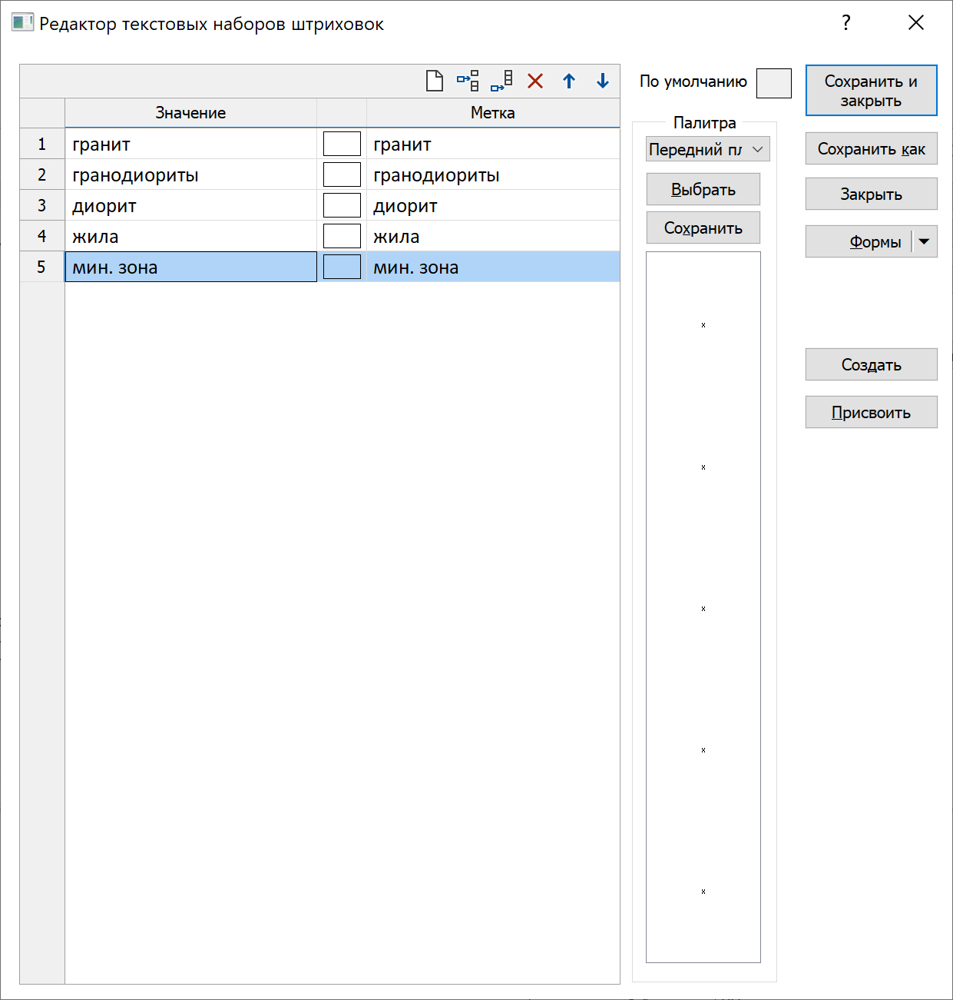 Редактор текстовых наборов штриховок
?
По умолчанию
Сохранить и
закрыть
Значение
Метка
Палитра
1 гранит гранит
Передний пл
Сохранить как
2 гранодиориты гранодиориты
Выбрать
Закрыть
3 диорит диорит
Сохранить
4 жила жила
Формы
5 мин. зона мин. зона
Создать
Присвоить